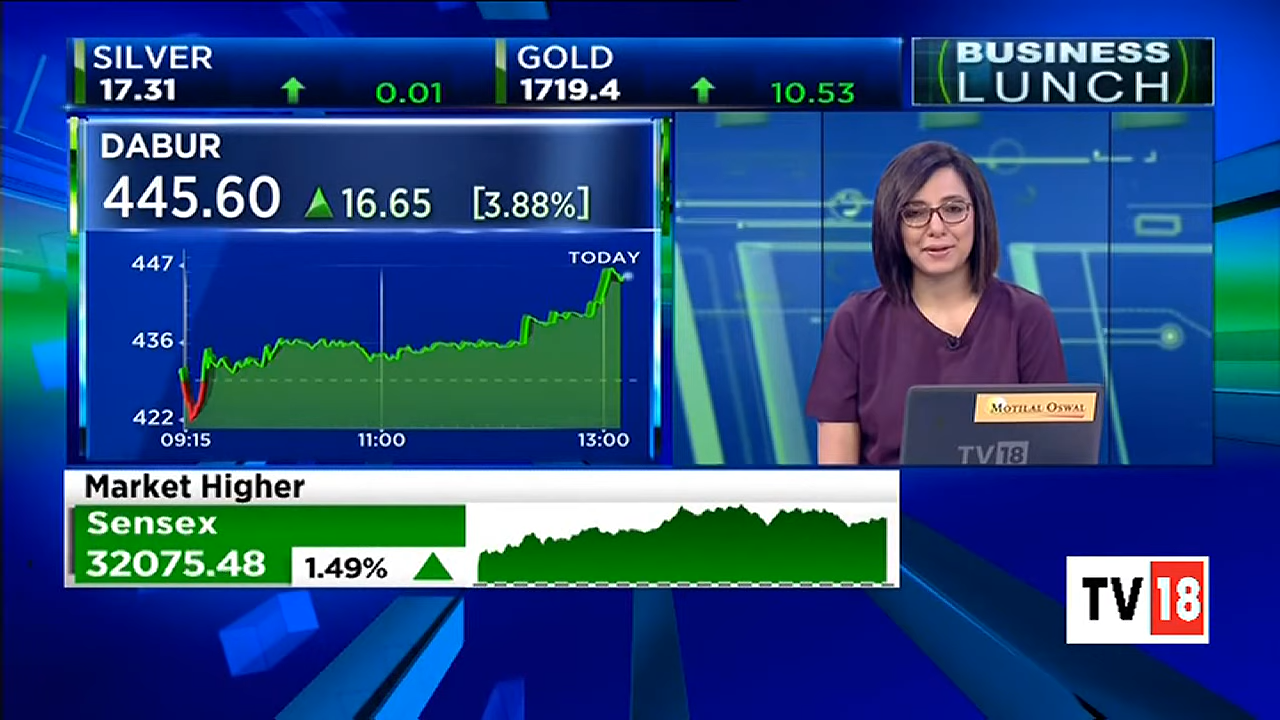 SILVER
17.31 0.01
GOLD
1719.4 10.53
BUSINESS
LUNCH
DABUR
445.60 16.65 [3.88%]
TODAY
447
436
422
09:15 11:00 13:00
MOTILAL OSWAL
TV18
Market Higher
Sensex
32075.48 1.49%
TV18